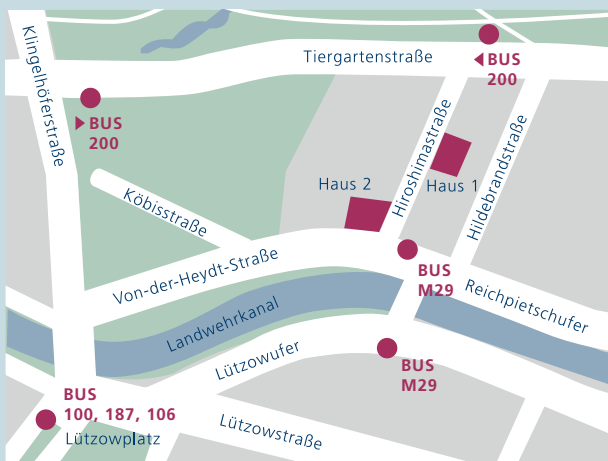 Klingelhöferstraße
Tiergartenstraße
◀ BUS
200
▶ BUS
200
Hiroshimastraße
Hildebrandstraße
Haus 2
Haus 1
Köbisstraße
Von-der-Heydt-Straße
BUS
M29
Reichpietschufer
Landwehrkanal
Lützowufer
BUS
M29
BUS
100, 187, 106
Lützowplatz
Lützowstraße